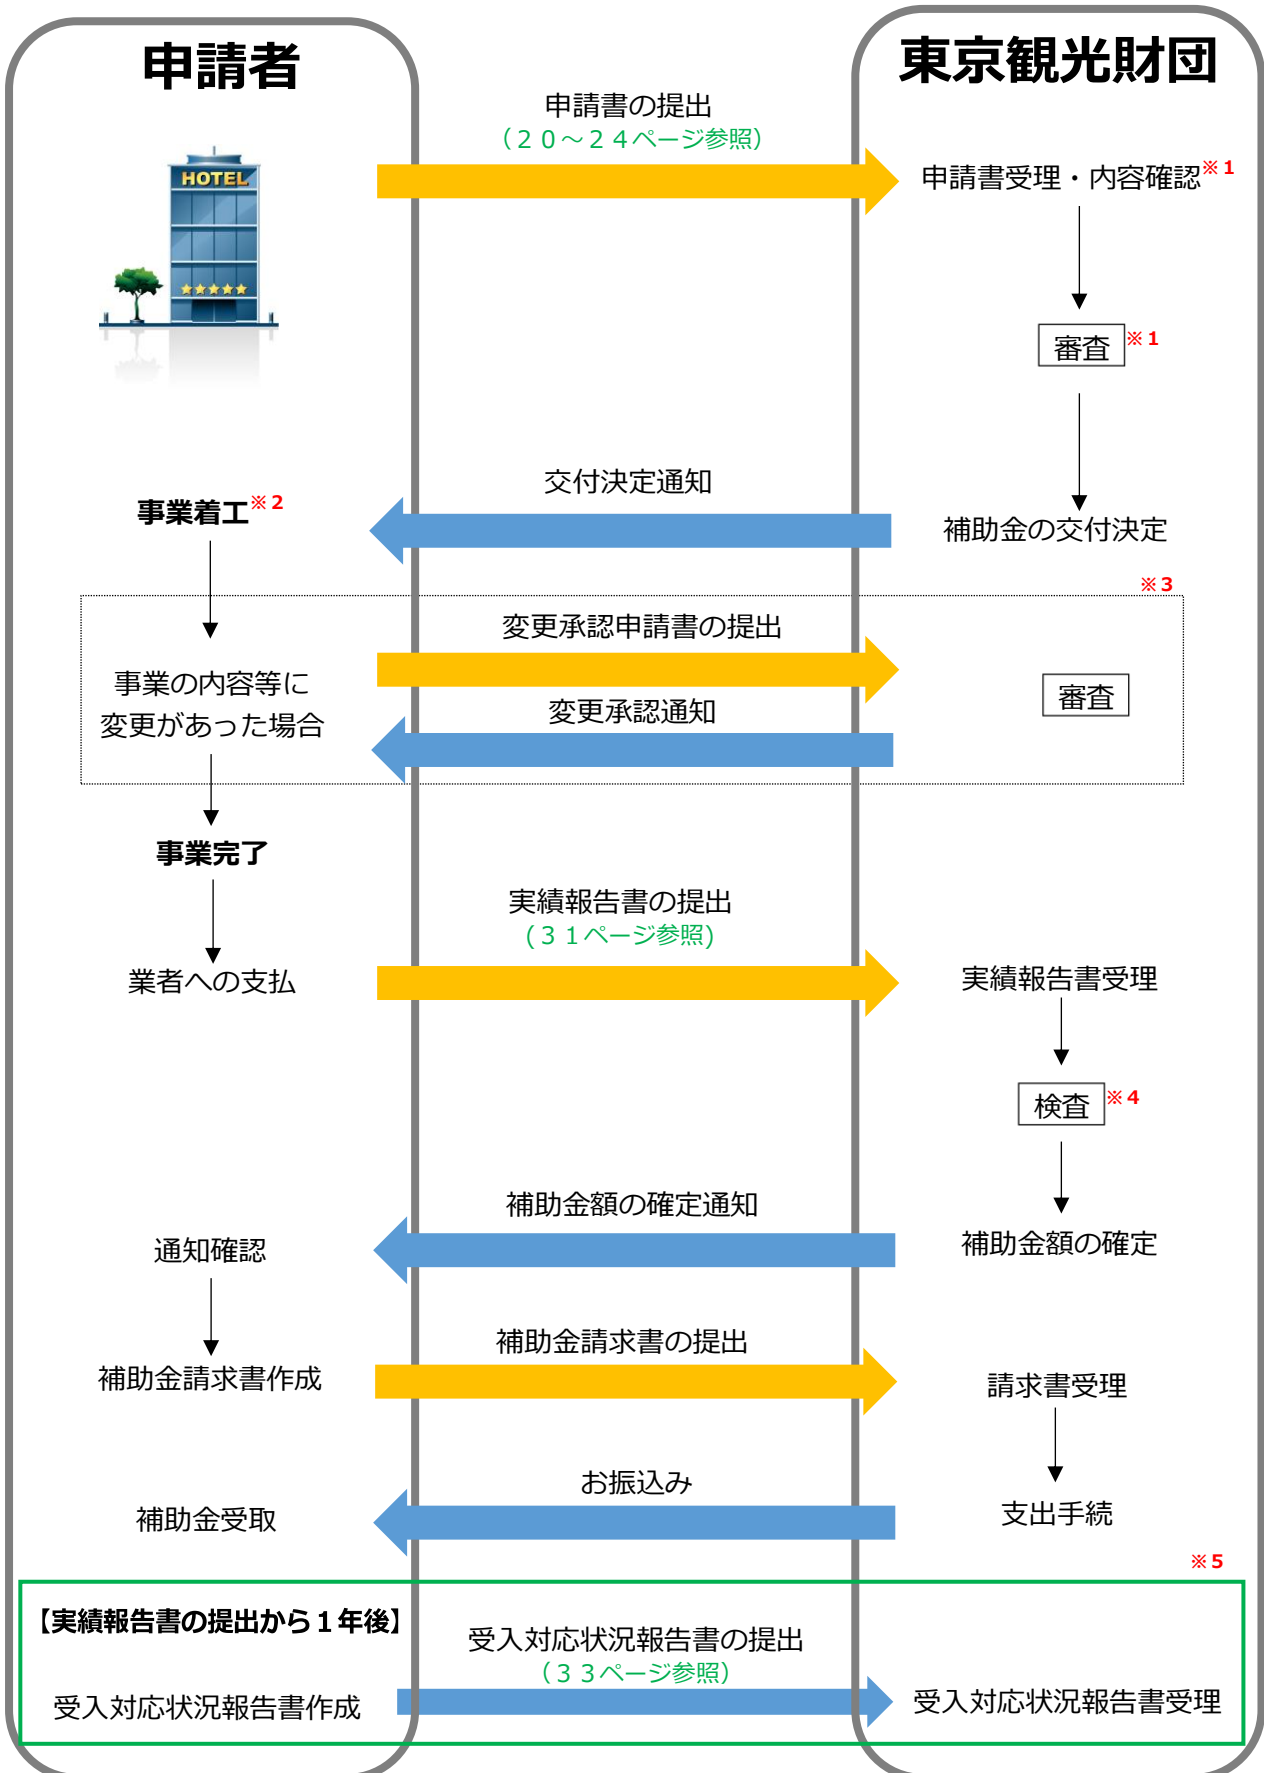 申請者
東京観光財団
申請書の提出
（２０～２４ページ参照）
HOTEL
申請書受理・内容確認※１
審査※１
交付決定通知
事業着工※２
補助金の交付決定
※３
変更承認申請書の提出
事業の内容等に
変更があった場合
審査
変更承認通知
事業完了
実績報告書の提出
(３１ページ参照)
業者への支払
実績報告書受理
検査※４
補助金額の確定通知
通知確認
補助金額の確定
補助金請求書の提出
補助金請求書作成
請求書受理
お振込み
補助金受取
支出手続
※５
【実績報告書の提出から１年後】
受入対応状況報告書の提出
（３３ページ参照）
受入対応状況報告書作成
受入対応状況報告書受理